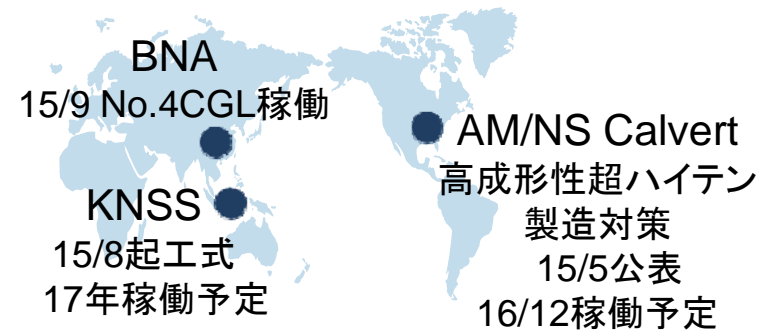 BNA
15/9 No.4CGL稼働
KNSS
15/8起工式
17年稼働予定
AM/NS Calvert
高成形性超ハイテン
製造対策
15/5公表
16/12稼働予定